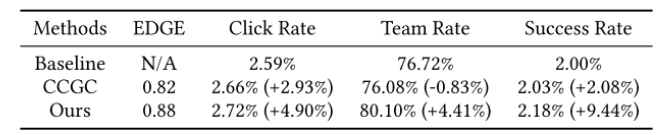 Methods EDGE Click Rate Team Rate Success Rate
Baseline N/A 2.59% 76.72% 2.00%
CCGC 0.82 2.66% (+2.93%) 76.08% (-0.83%) 2.03% (+2.08%)
Ours 0.88 2.72% (+4.90%) 80.10% (+4.41%) 2.18% (+9.44%)